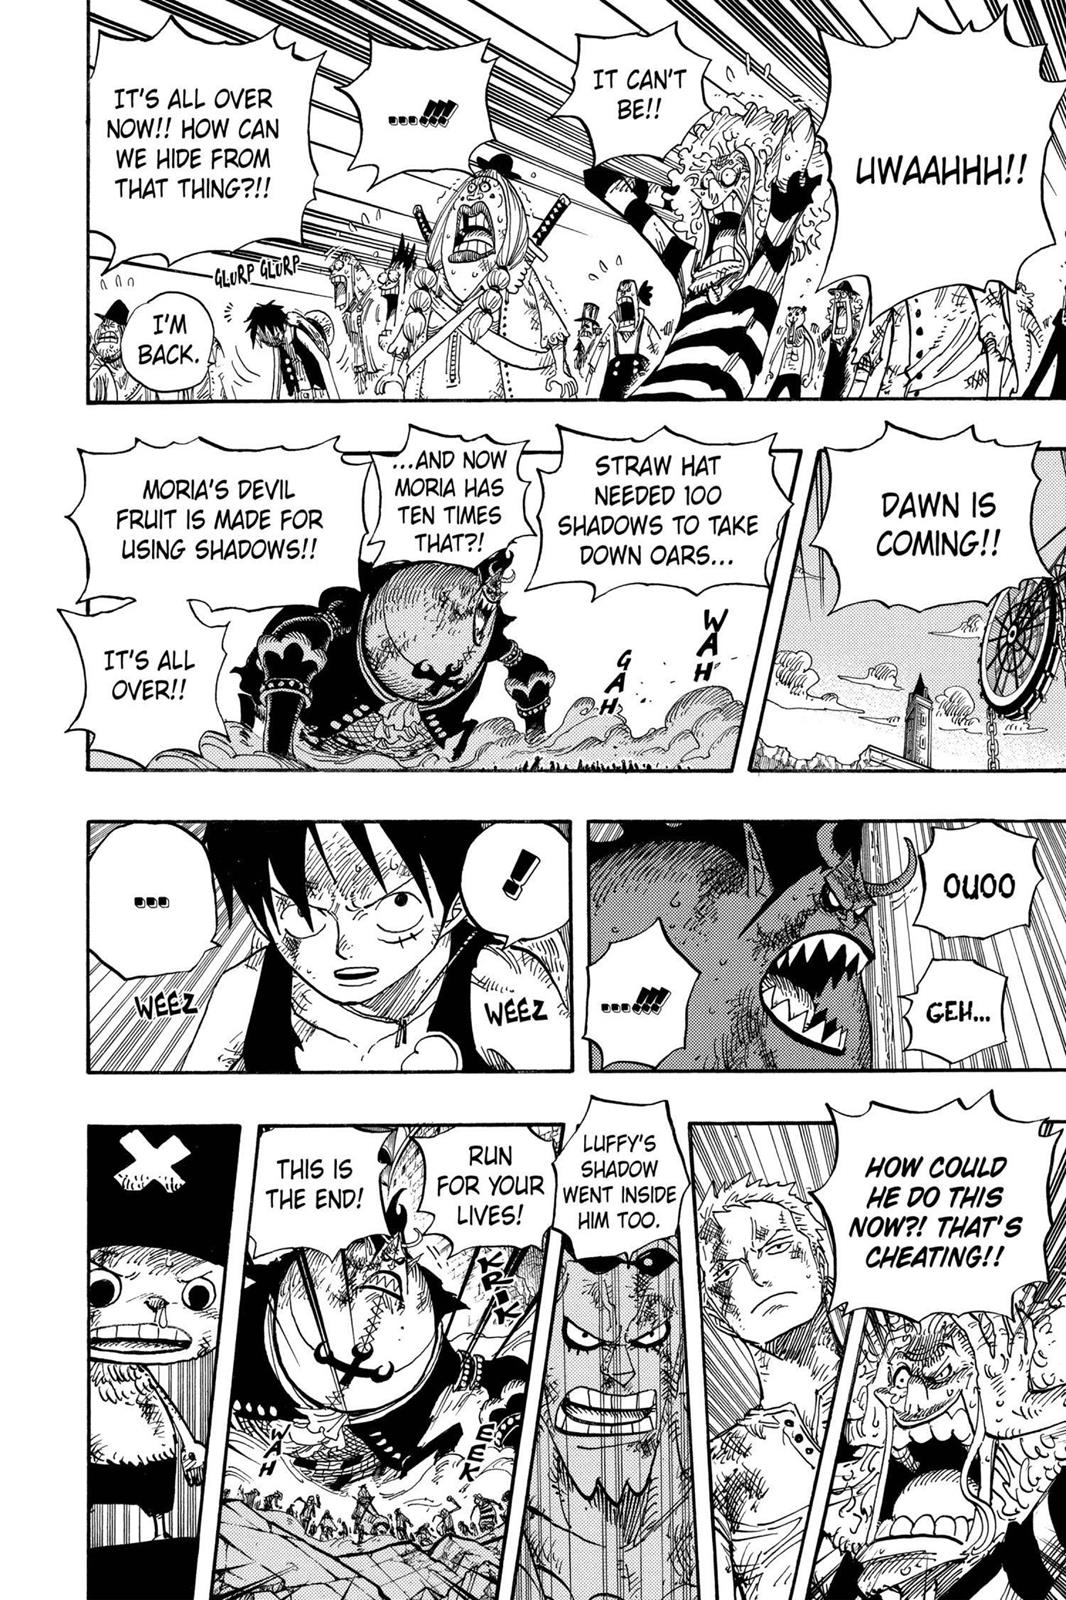 UWAAHHH!!
IT CAN'T
BE!!
....!!!!
IT'S ALL OVER
NOW!! HOW CAN
WE HIDE FROM
THAT THING?!!
GLURP GLURP
I'M
BACK.
DAWN IS
COMING!!
STRAW HAT
NEEDED 100
SHADOWS TO TAKE
DOWN OARS...
...AND NOW
MORIA HAS
TEN TIMES
THAT?!
MORIA'S DEVIL
FRUIT IS MADE FOR
USING SHADOWS!!
IT'S ALL
OVER!!
WAH
GAH
OUOO
GEH...
....!!!!
!
...
WEEZ
WEEZ
HOW COULD
HE DO THIS
NOW?! THAT'S
CHEATING!!
LUFFY'S
SHADOW
WENT INSIDE
HIM TOO.
RUN
FOR YOUR
LIVES!
THIS IS
THE END!
KRIK
EEEK
WAH